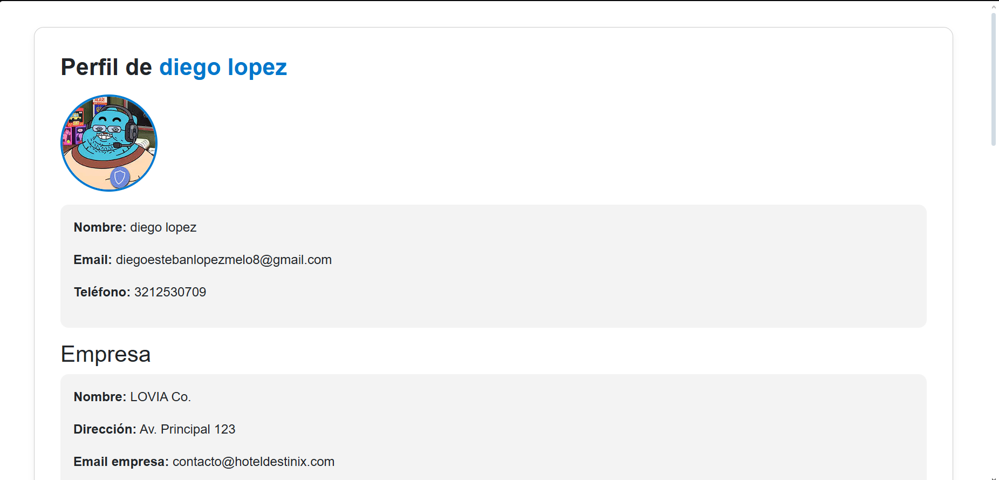 Perfil de diego lopez
Nombre: diego lopez
Email: diegoestebanlopezmelo8@gmail.com
Teléfono: 3212530709
Empresa
Nombre: LOVIA Co.
Dirección: Av. Principal 123
Email empresa: contacto@hoteldestinix.com